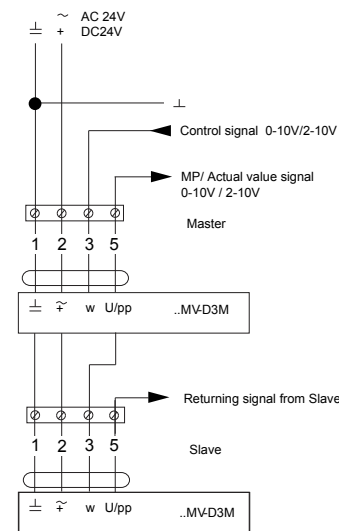 ~ AC 24V
⊥ + DC24V
⊥
Control signal 0-10V/2-10V
MP/ Actual value signal
0-10V / 2-10V
Master
1 2 3 5
⊥ ~+ w U/pp ..MV-D3M
Returning signal from Slave
1 2 3 5
Slave
⊥ ~+ w U/pp ..MV-D3M